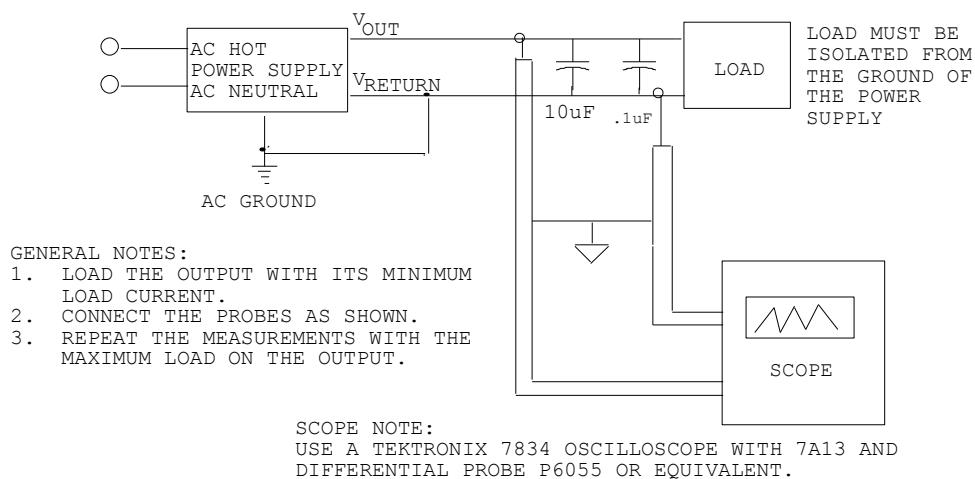 V
OUT
AC HOT
POWER SUPPLY
AC NEUTRAL
V
RETURN
10uF
.1uF
LOAD
LOAD MUST BE
ISOLATED FROM
THE GROUND OF
THE POWER
SUPPLY
AC GROUND
GENERAL NOTES:
1. LOAD THE OUTPUT WITH ITS MINIMUM
LOAD CURRENT.
2. CONNECT THE PROBES AS SHOWN.
3. REPEAT THE MEASUREMENTS WITH THE
MAXIMUM LOAD ON THE OUTPUT.
SCOPE
SCOPE NOTE:
USE A TEKTRONIX 7834 OSCILLOSCOPE WITH 7A13 AND
DIFFERENTIAL PROBE P6055 OR EQUIVALENT.